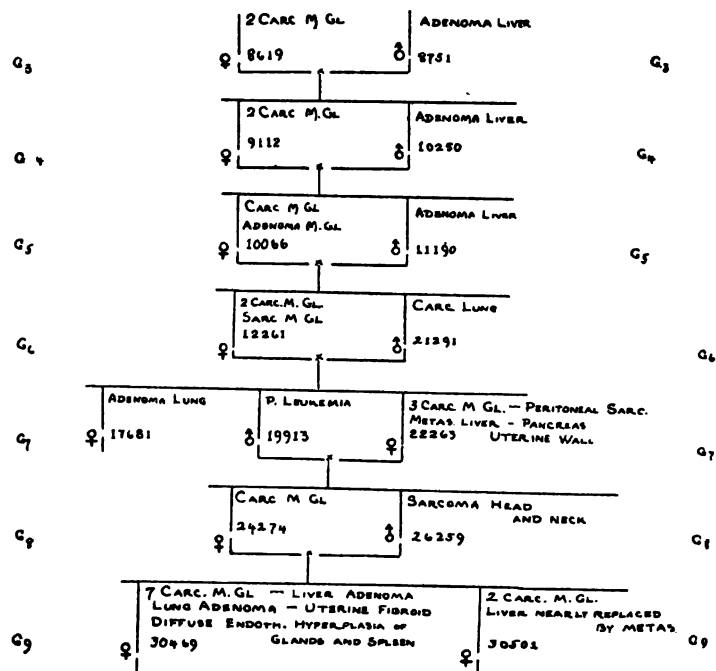 2 CARC M GL ADENOMA LIVER
♀ 8619 ♂ 8751
G3 G3
2 CARC M.GL ADENOMA LIVER
9112 10250
G4 ♀ ♂ G4
CARC M GL ADENOMA LIVER
ADENOMA M.GL
G5 ♀ 10066 ♂ 11190 G5
2 CARC. M. GL. CARC LUNG
SARC M GL
12261 21291
G6 ♀ ♂ G6
ADENOMA LUNG P. LEUKEMIA 3 CARC M GL. — PERITONEAL SARC.
METAS. LIVER - PANCREAS
G7 ♀ 17681 ♂ 19913 ♀ 22263 UTERINE WALL G7
CARC M GL SARCOMA HEAD
AND NECK
24274 26259
G8 ♀ ♂ G8
7 CARC. M. GL — LIVER ADENOMA 2 CARC. M. GL.
LUNG ADENOMA — UTERINE FIBROID LIVER NEARLY REPLACED
DIFFUSE ENDOTH. HYPERPLASIA OF BY METAS.
GLANDS AND SPLEEN
G9 ♀ 30469 ♀ 30501 G9